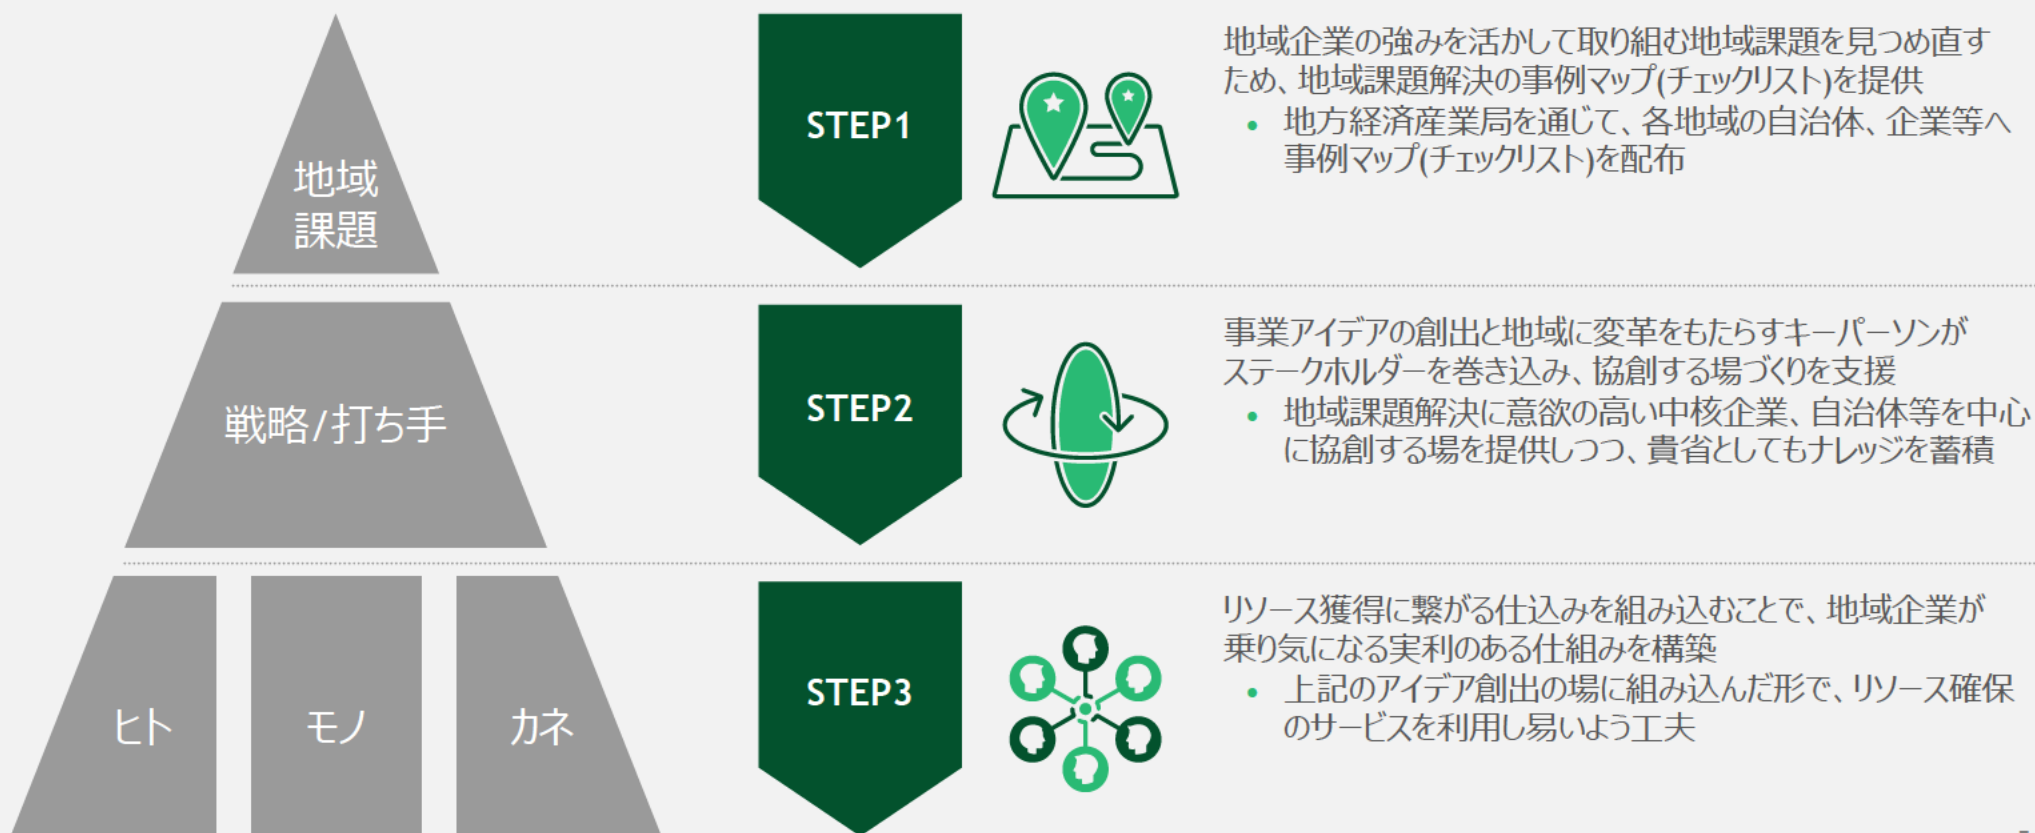 地域
課題
STEP1
地域企業の強みを活かして取り組む地域課題を見つめ直す
ため、地域課題解決の事例マップ(チェックリスト)を提供
• 地方経済産業局を通じて、各地域の自治体、企業等へ
事例マップ(チェックリスト)を配布
戦略/打ち手
STEP2
事業アイデアの創出と地域に変革をもたらすキーパーソンが
ステークホルダーを巻き込み、協創する場づくりを支援
• 地域課題解決に意欲の高い中核企業、自治体等を中心
に協創する場を提供しつつ、貴省としてもナレッジを蓄積
ヒト
モノ
カネ
STEP3
リソース獲得に繋がる仕込みを組み込むことで、地域企業が
乗り気になる実利のある仕組みを構築
• 上記のアイデア創出の場に組み込んだ形で、リソース確保
のサービスを利用し易いよう工夫